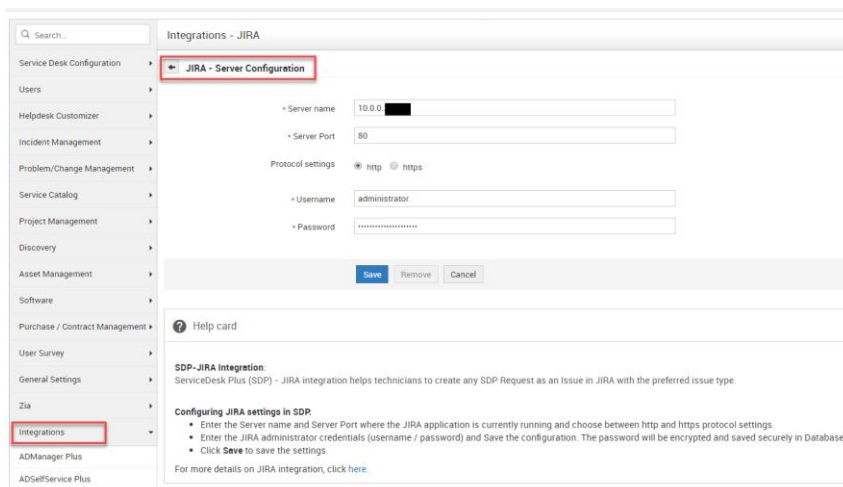 Search...
Integrations - JIRA
Service Desk Configuration
JIRA - Server Configuration
Users
Helpdesk Customizer
Incident Management
Problem/Change Management
Service Catalog
Project Management
Discovery
Asset Management
Software
Purchase / Contract Management
User Survey
General Settings
Zia
Integrations
ADManager Plus
ADSelfService Plus
* Server name 10.0.0.
* Server Port 80
Protocol settings http https
* Username administrator
* Password
Save Remove Cancel
Help card
SDP-JIRA Integration:
ServiceDesk Plus (SDP) - JIRA integration helps technicians to create any SDP Request as an Issue in JIRA with the preferred issue type.
Configuring JIRA settings in SDP.
• Enter the Server name and Server Port where the JIRA application is currently running and choose between http and https protocol settings.
• Enter the JIRA administrator credentials (username / password) and Save the configuration. The password will be encrypted and saved securely in Database
• Click Save to save the settings.
For more details on JIRA integration, click here.